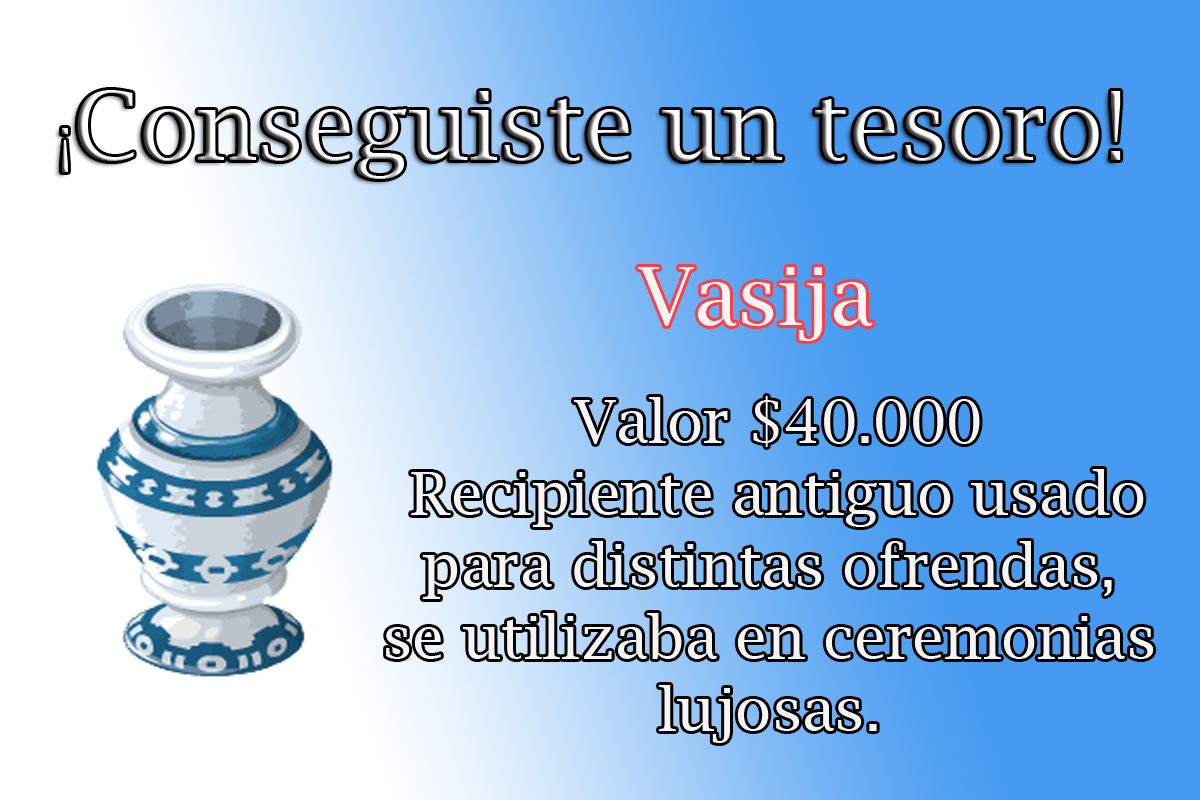 ¡Conseguiste un tesoro!
Vasija
Valor $40.000
Recipiente antiguo usado
para distintas ofrendas,
se utilizaba en ceremonias
lujosas.